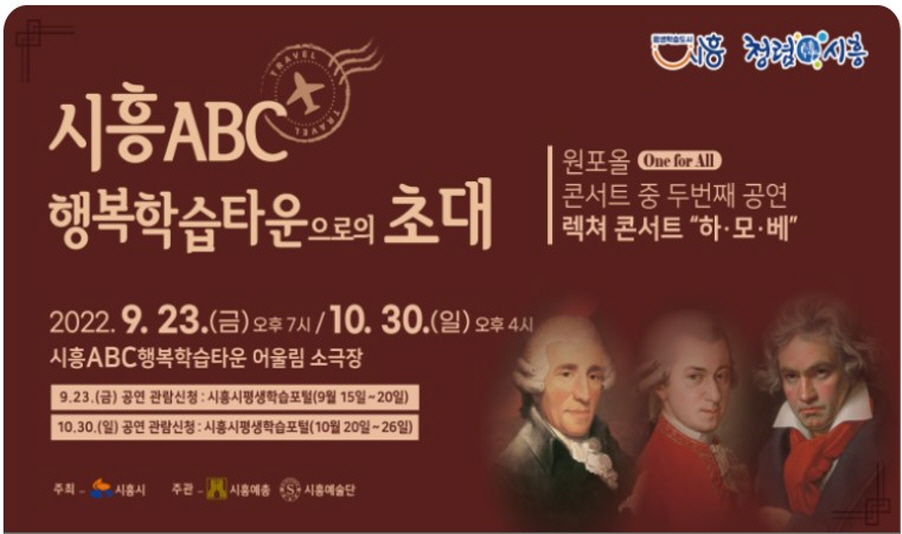 평생학습도시 시흥
청렴 시흥
TRAVEL
TRAVEL
시흥ABC
행복학습타운으로의 초대
원포올 One for All
콘서트 중 두번째 공연
렉쳐 콘서트 "하·모·베"
2022. 9. 23.(금) 오후 7시 / 10. 30.(일) 오후 4시
시흥ABC행복학습타운 어울림 소극장
9.23.(금) 공연 관람신청 : 시흥시평생학습포털(9월 15일~20일)
10.30.(일) 공연 관람신청 : 시흥시평생학습포털(10월 20일~26일)
주최 - 시흥시 주관 - 시흥예총 S 시흥예술단